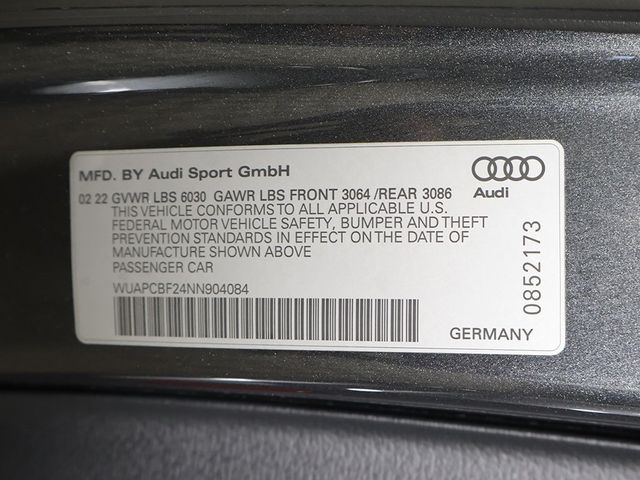 MFD. BY Audi Sport GmbH
02 22 GVWR LBS 6030 GAWR LBS FRONT 3064 /REAR 3086
THIS VEHICLE CONFORMS TO ALL APPLICABLE U.S.
FEDERAL MOTOR VEHICLE SAFETY, BUMPER AND THEFT
PREVENTION STANDARDS IN EFFECT ON THE DATE OF
MANUFACTURE SHOWN ABOVE
PASSENGER CAR
WUAPCBF24NN904084
Audi
0852173
GERMANY